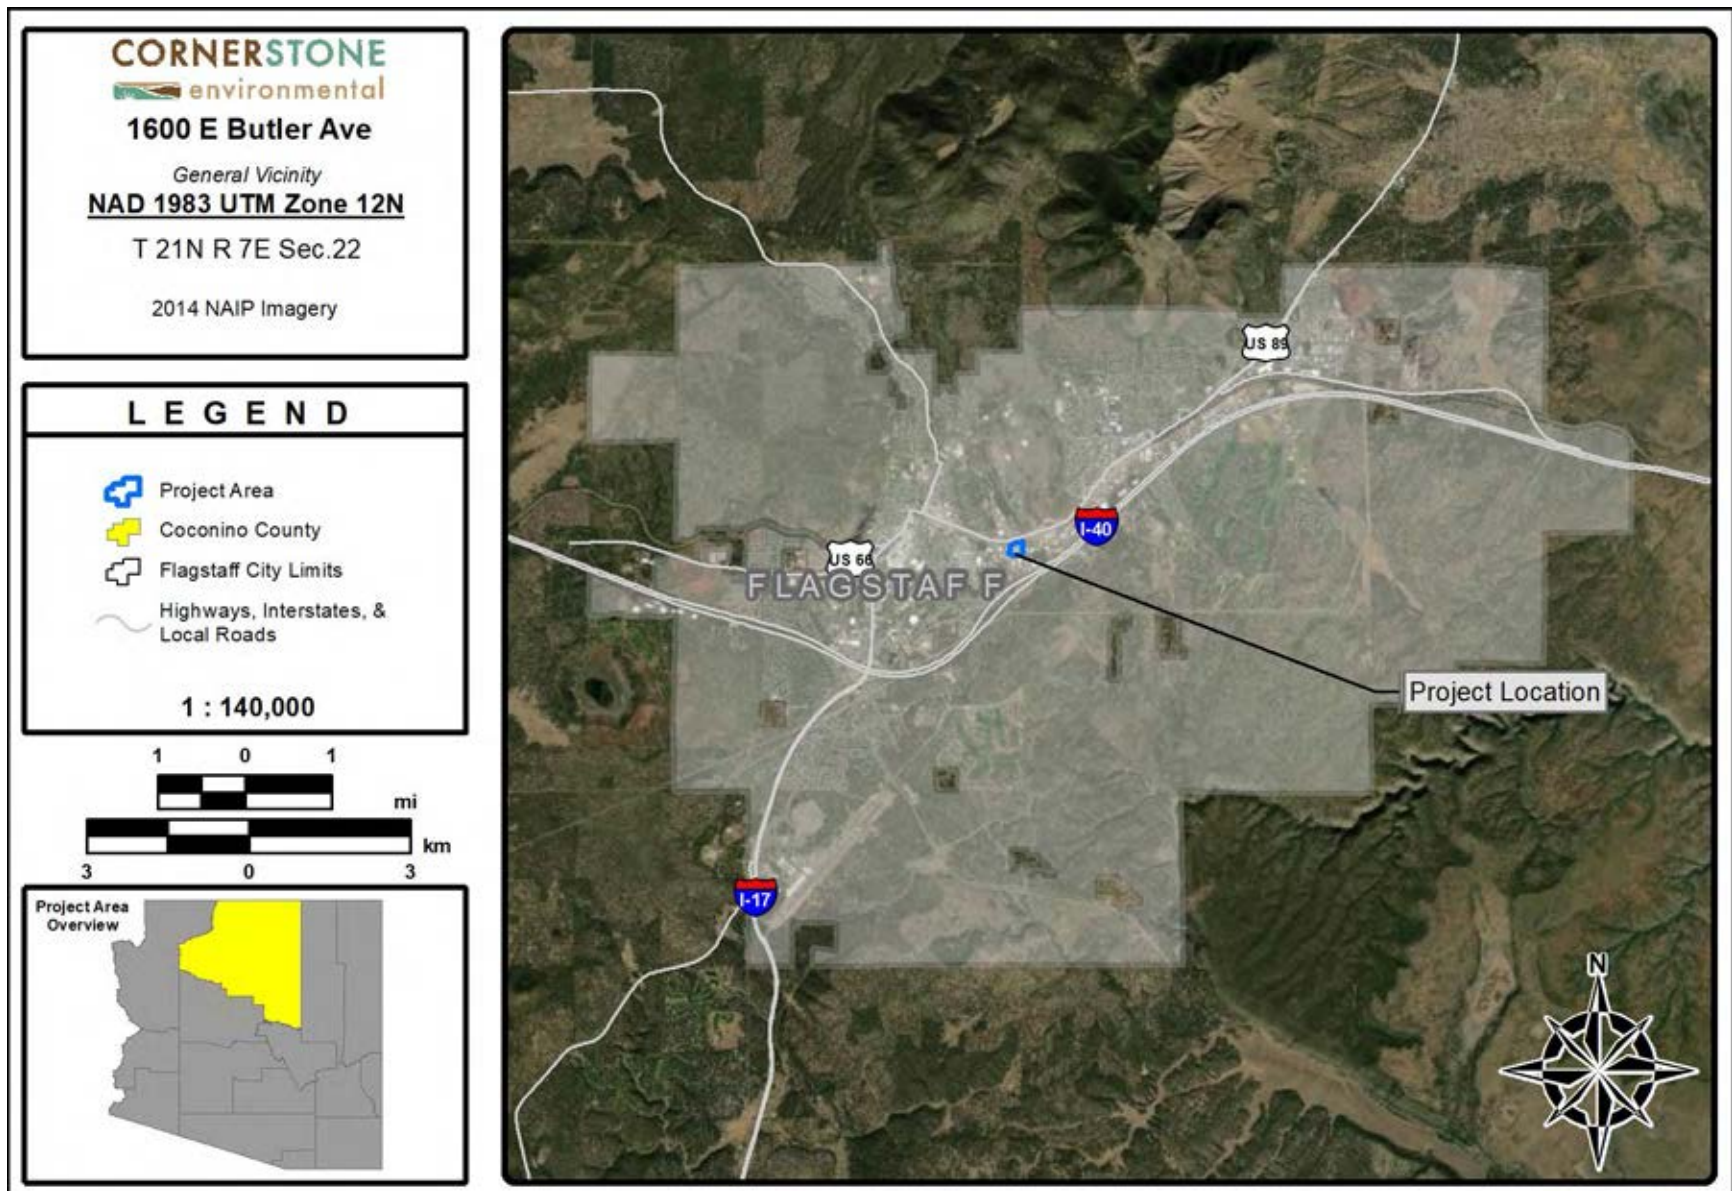 CORNERSTONE
environmental
1600 E Butler Ave
General Vicinity
NAD 1983 UTM Zone 12N
T 21N R 7E Sec.22
2014 NAIP Imagery
LEGEND
Project Area
Coconino County
Flagstaff City Limits
Highways, Interstates, &
Local Roads
1 : 140,000
1 0 1
mi
km
3 0 3
Project Area
Overview
US 89
I-40
US 66
FLAGSTAFF
Project Location
I-17
N